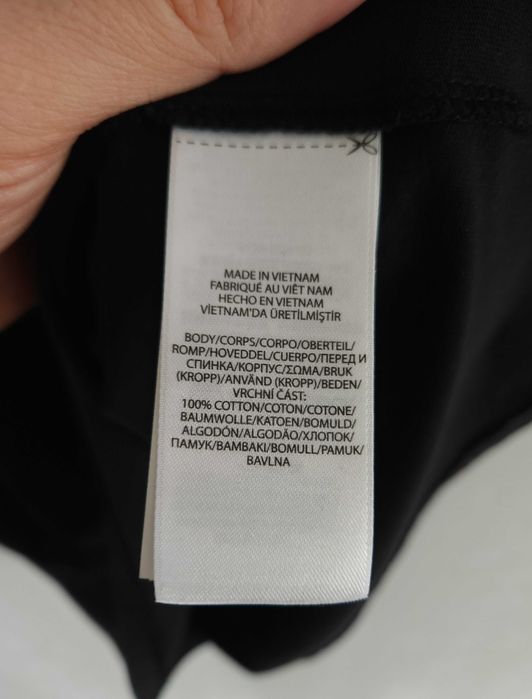 MADE IN VIETNAM
FABRIQUÉ AU VIÊT NAM
HECHO EN VIETNAM
VİETNAM'DA ÜRETİLMİŞTİR
BODY/CORPS/CORPO/OBERTEIL/
ROMP/HOVEDDEL/CUERPO/ПЕРЕД И
СПИНКА/КОРПУС/ΣΩΜΑ/BRUK
(KROPP)/ANVÄND (KROPP)/BEDEN/
VRCHNÍ ČÁST:
100% COTTON/COTON/COTONE/
BAUMWOLLE/KATOEN/BOMULD/
ALGODÓN/ALGODÃO/ХЛОПОК/
ПАМУК/ΒΑΜΒΑΚΙ/BOMULL/PAMUK/
BAVLNA